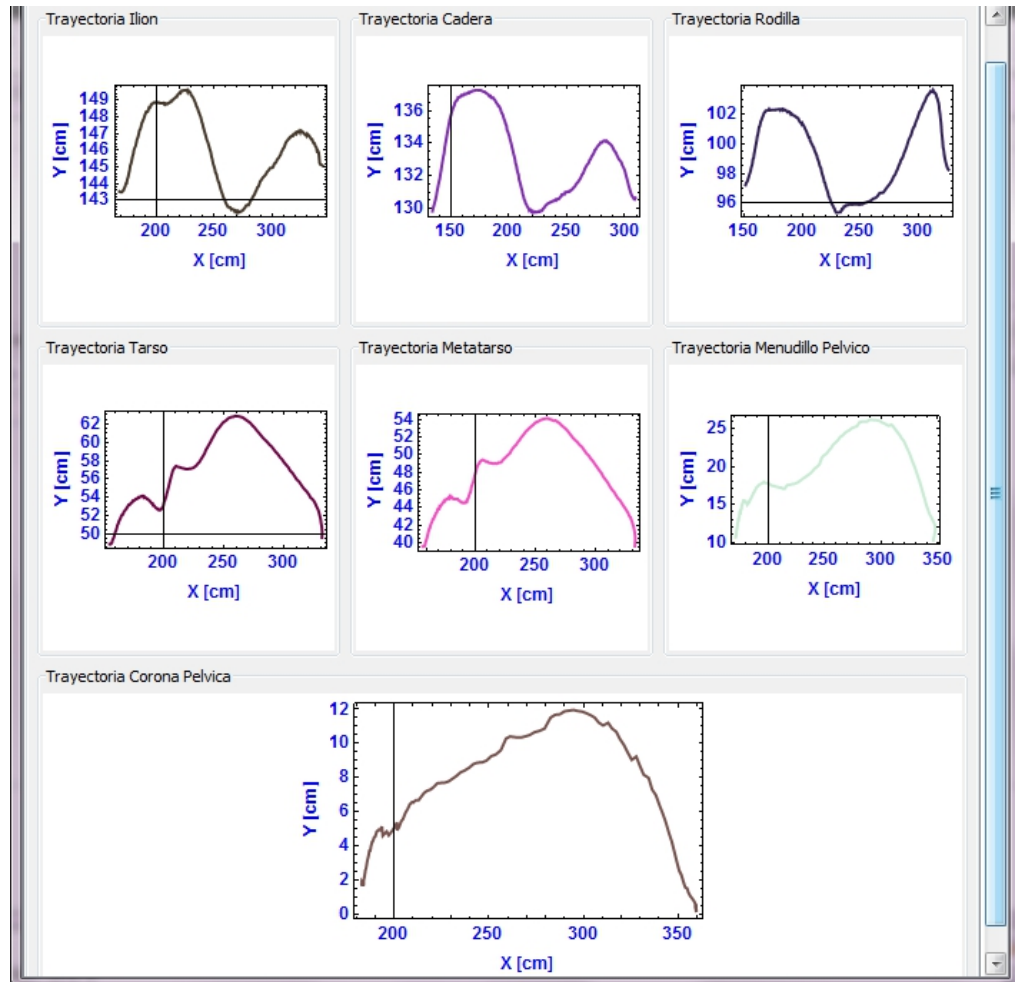 Trayectoria Ilion
149
148
147
146
145
144
143
Y [cm]
200 250 300
X [cm]
Trayectoria Cadera
136
134
132
130
Y [cm]
150 200 250 300
X [cm]
Trayectoria Rodilla
102
100
98
96
Y [cm]
150 200 250 300
X [cm]
Trayectoria Tarso
62
60
58
56
54
52
50
Y [cm]
200 250 300
X [cm]
Trayectoria Metatarso
54
52
50
48
46
44
42
40
Y [cm]
200 250 300
X [cm]
Trayectoria Menudillo Pelvico
25
20
15
10
Y [cm]
200 250 300 350
X [cm]
Trayectoria Corona Pelvica
12
10
8
6
4
2
0
Y [cm]
200 250 300 350
X [cm]